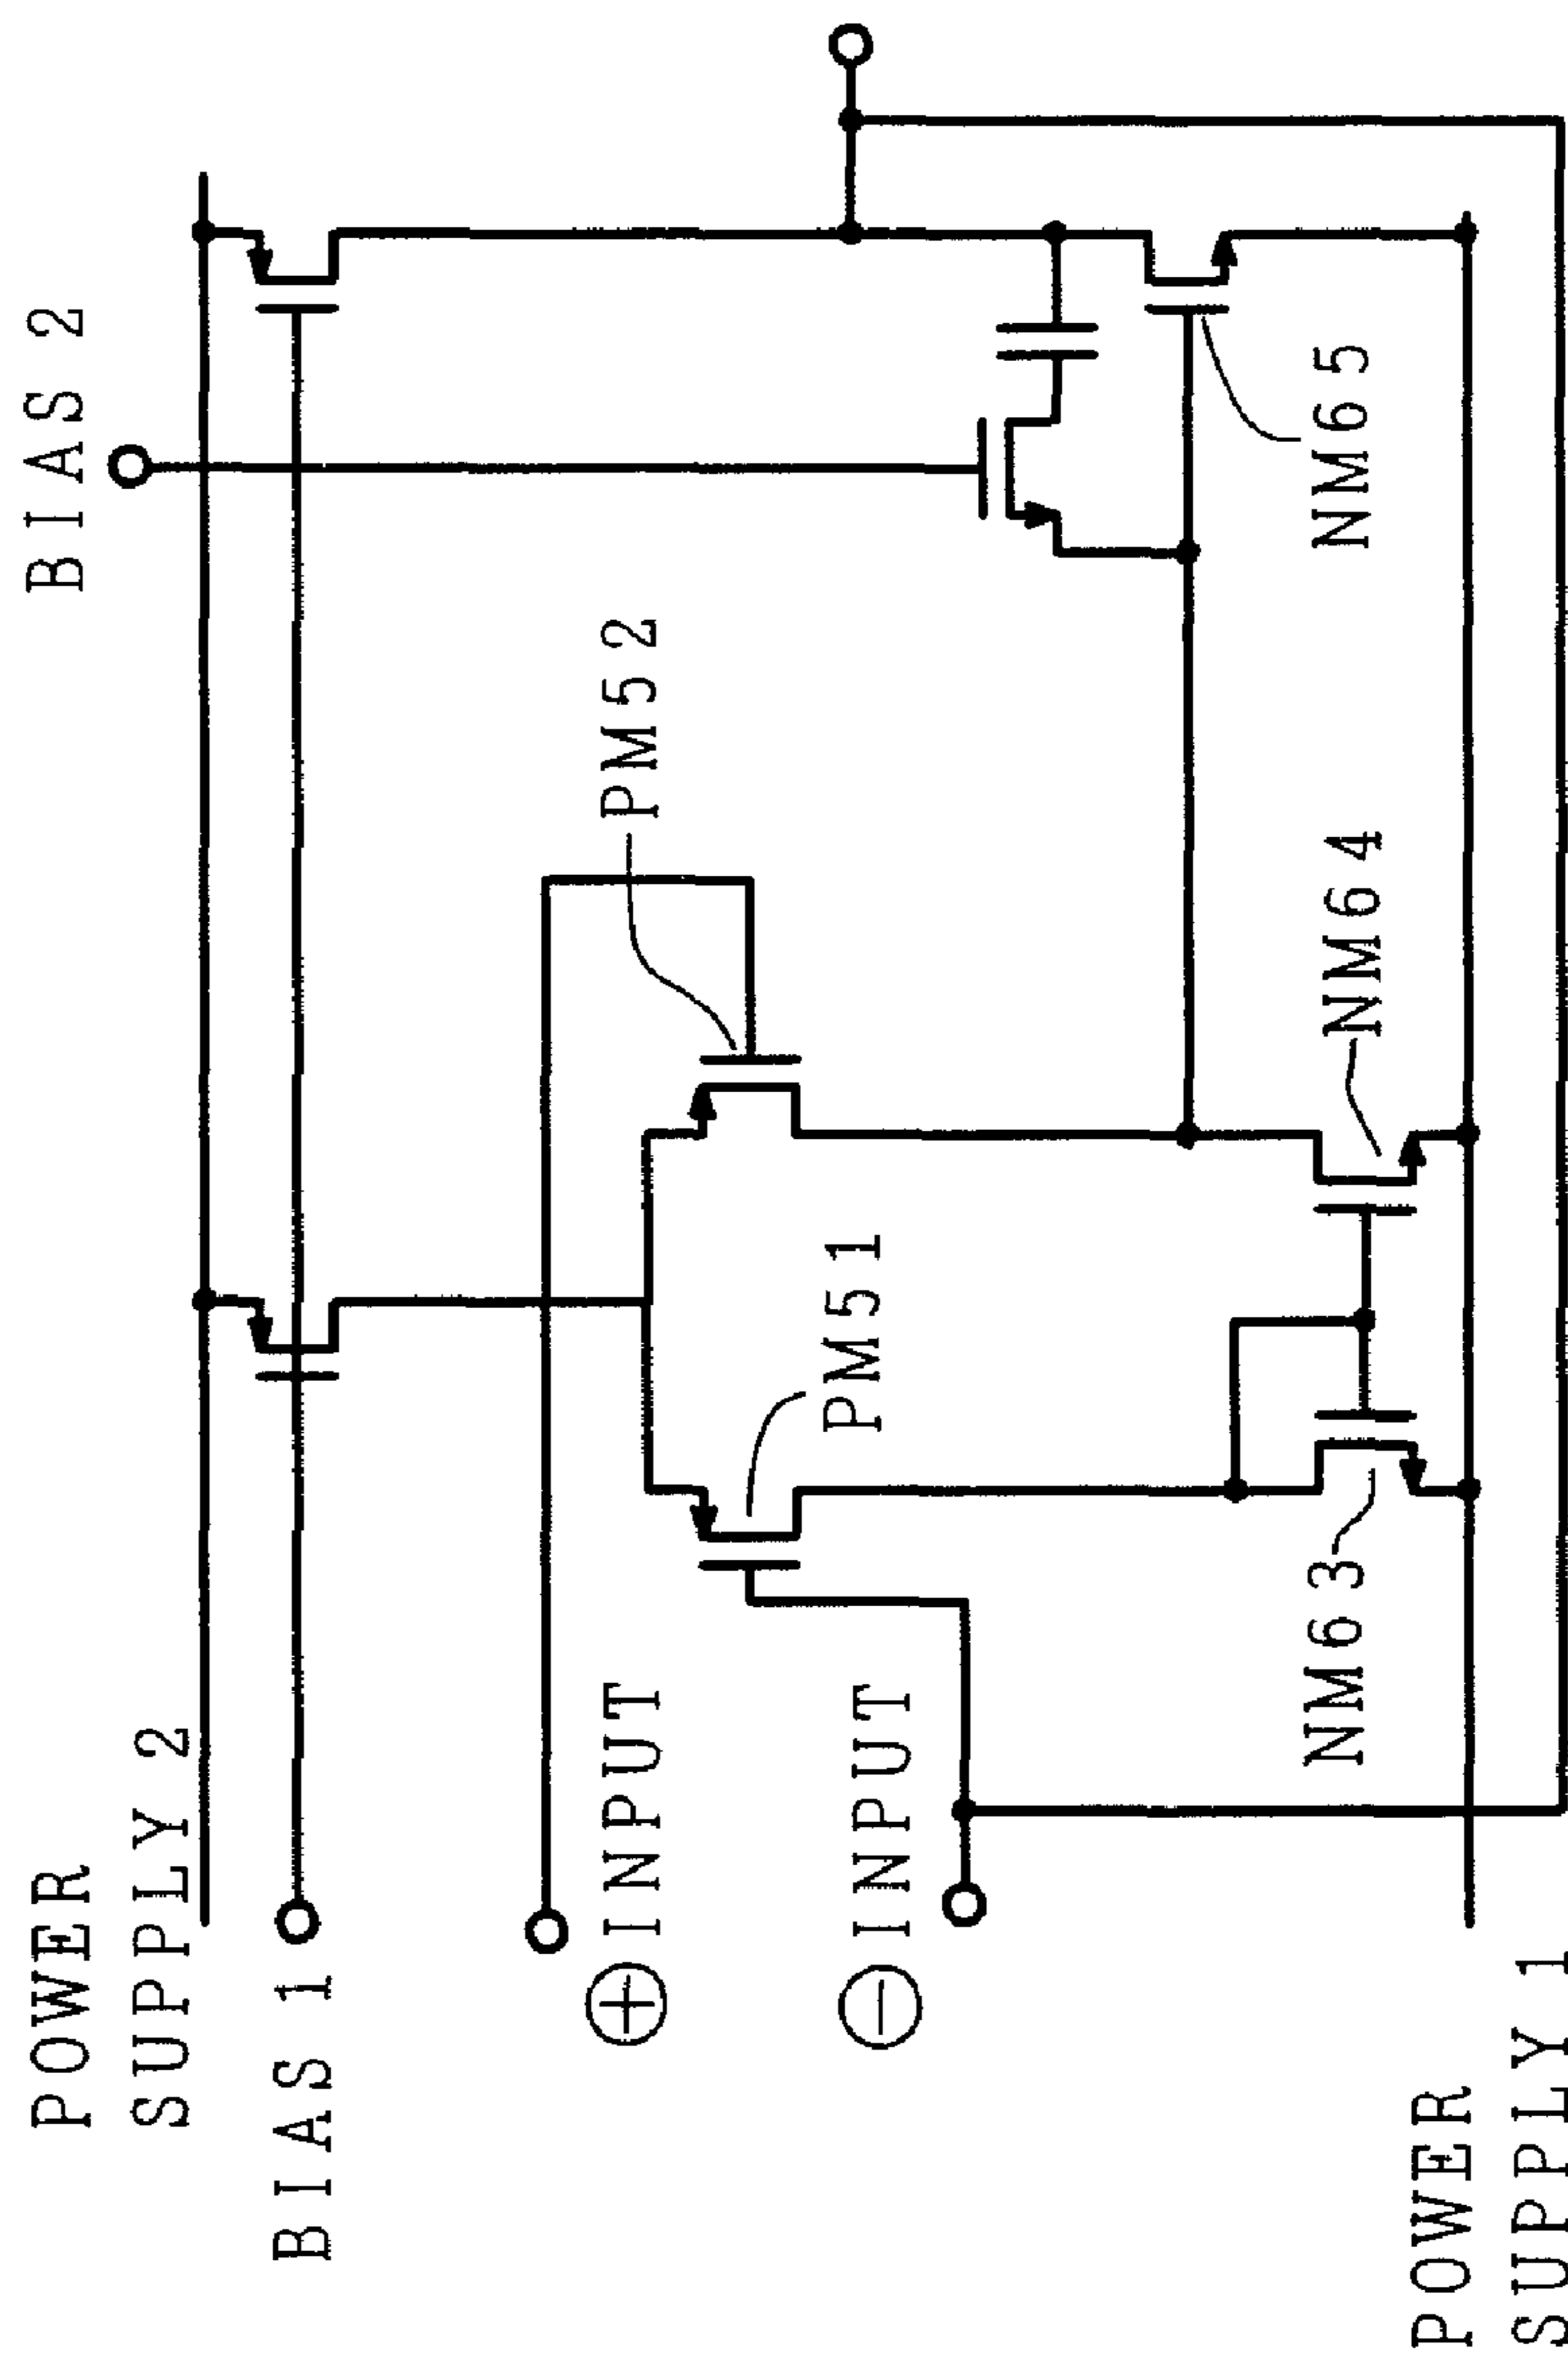 POWER
SUPPLY 2
BIAS 1
BIAS 2
⊕ INPUT
⊖ INPUT
PM51
PM52
NM63
NM64
NM65
POWER
SUPPLY 1